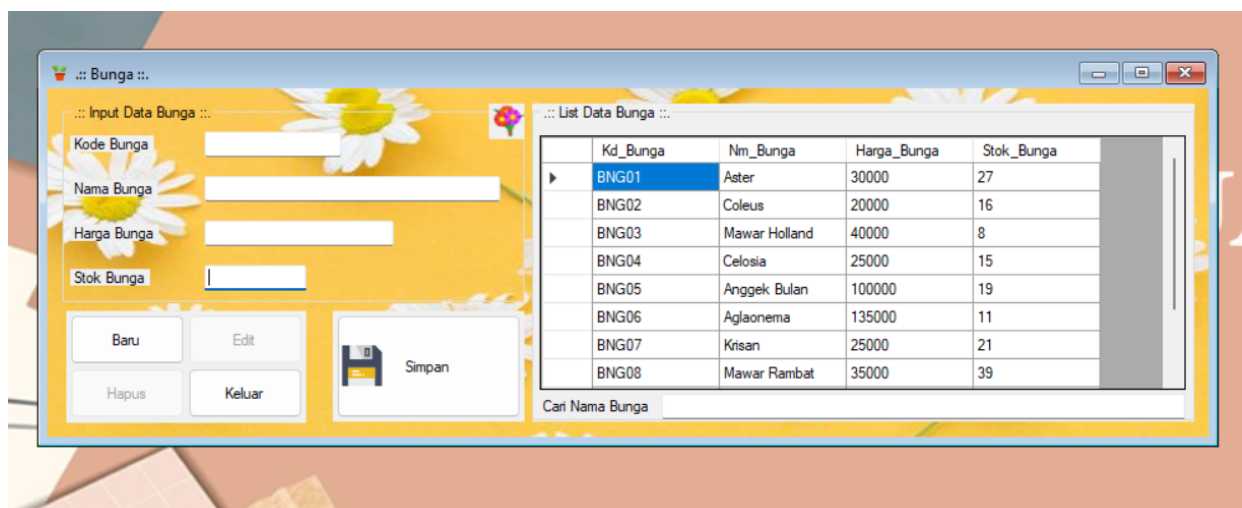 .:: Bunga ::.
.:: Input Data Bunga ::.
Kode Bunga
Nama Bunga
Harga Bunga
Stok Bunga
Baru Edit
Hapus Keluar
Simpan
.:: List Data Bunga ::.
Kd_Bunga Nm_Bunga Harga_Bunga Stok_Bunga
BNG01 Aster 30000 27
BNG02 Coleus 20000 16
BNG03 Mawar Holland 40000 8
BNG04 Celosia 25000 15
BNG05 Anggek Bulan 100000 19
BNG06 Aglaonema 135000 11
BNG07 Krisan 25000 21
BNG08 Mawar Rambat 35000 39
Cari Nama Bunga